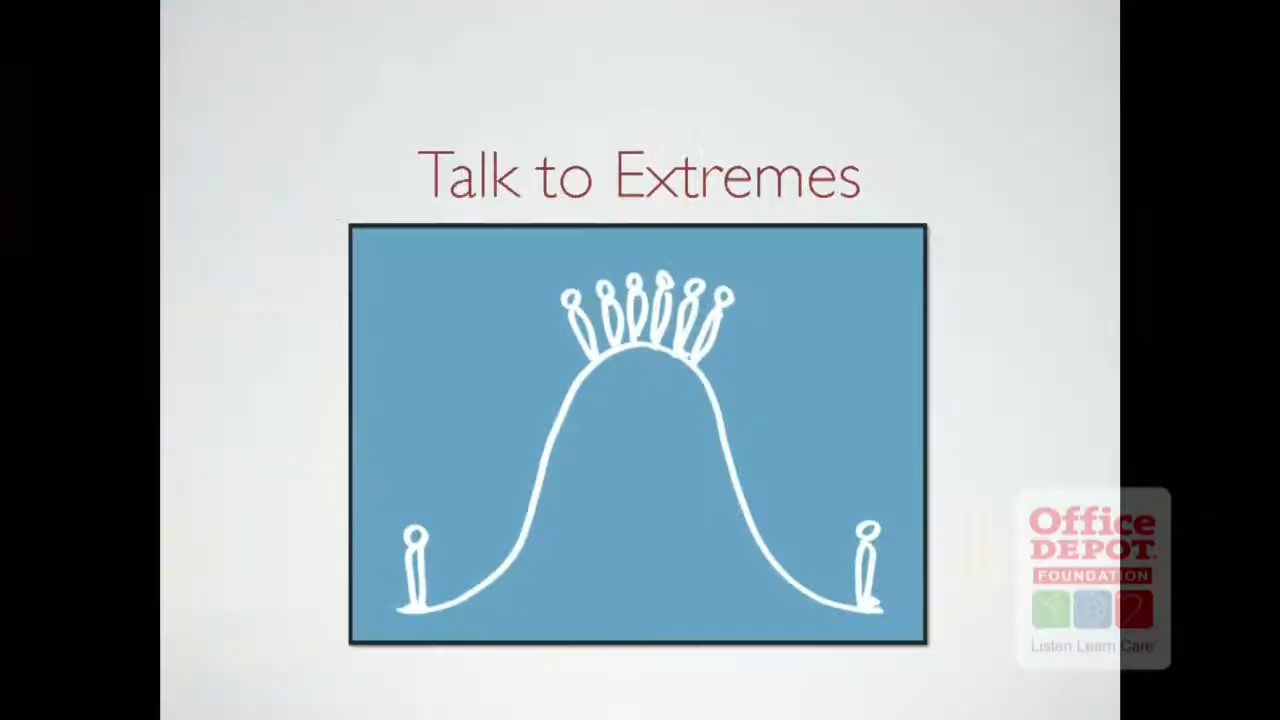 Talk to Extremes
Office
DEPOT
FOUNDATION
Listen Learn Care